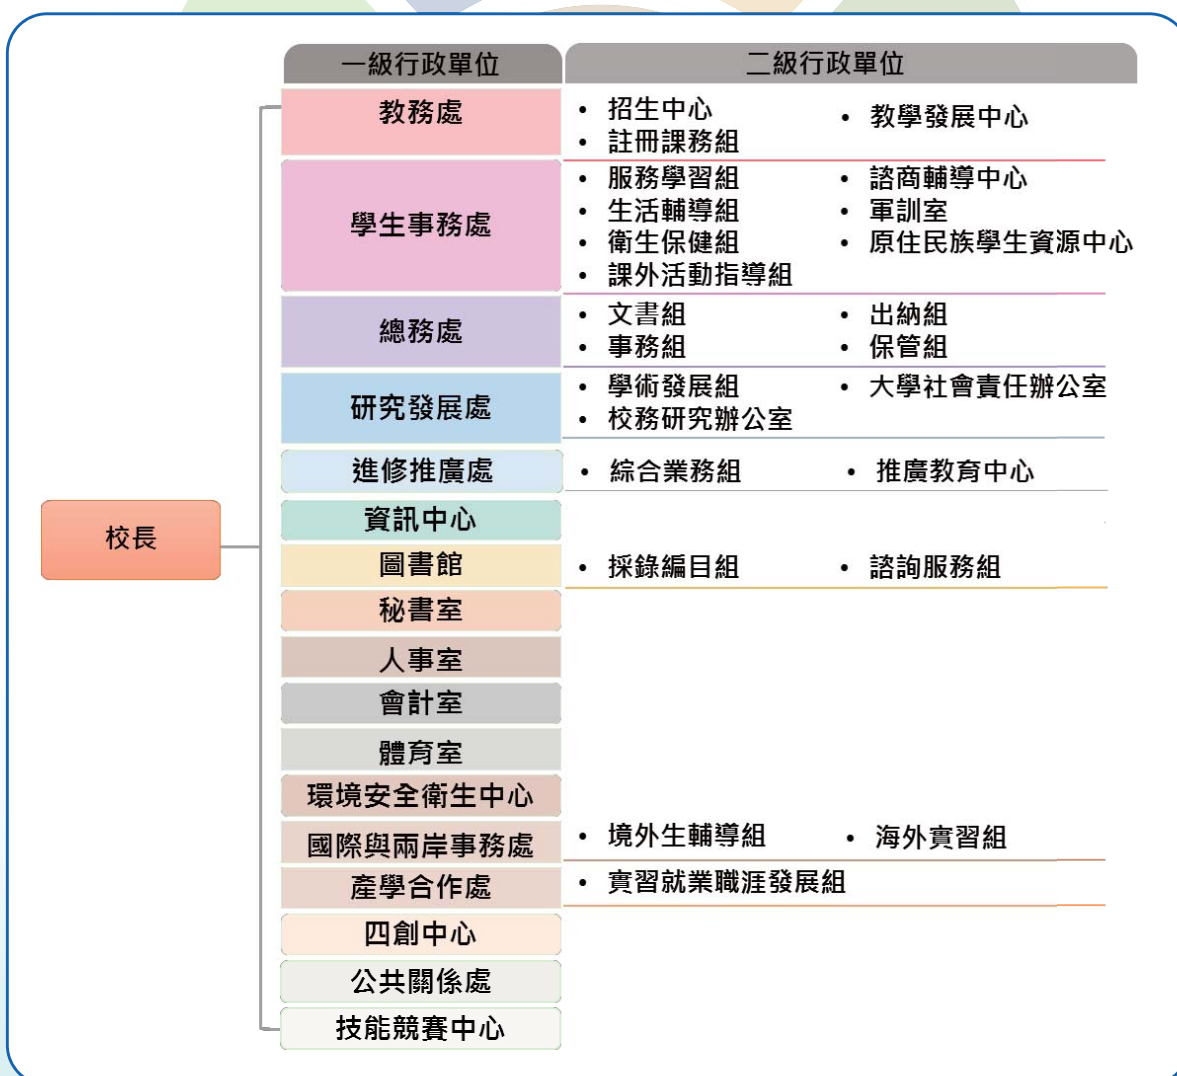 一級行政單位 二級行政單位
教務處
• 招生中心 • 教學發展中心
• 註冊課務組
學生事務處
• 服務學習組 • 諮商輔導中心
• 生活輔導組 • 軍訓室
• 衛生保健組 • 原住民族學生資源中心
• 課外活動指導組
總務處
• 文書組 • 出納組
• 事務組 • 保管組
研究發展處
• 學術發展組 • 大學社會責任辦公室
• 校務研究辦公室
進修推廣處 • 綜合業務組 • 推廣教育中心
校長
資訊中心
圖書館 • 採錄編目組 • 諮詢服務組
秘書室
人事室
會計室
體育室
環境安全衛生中心
國際與兩岸事務處 • 境外生輔導組 • 海外實習組
產學合作處 • 實習就業職涯發展組
四創中心
公共關係處
技能競賽中心